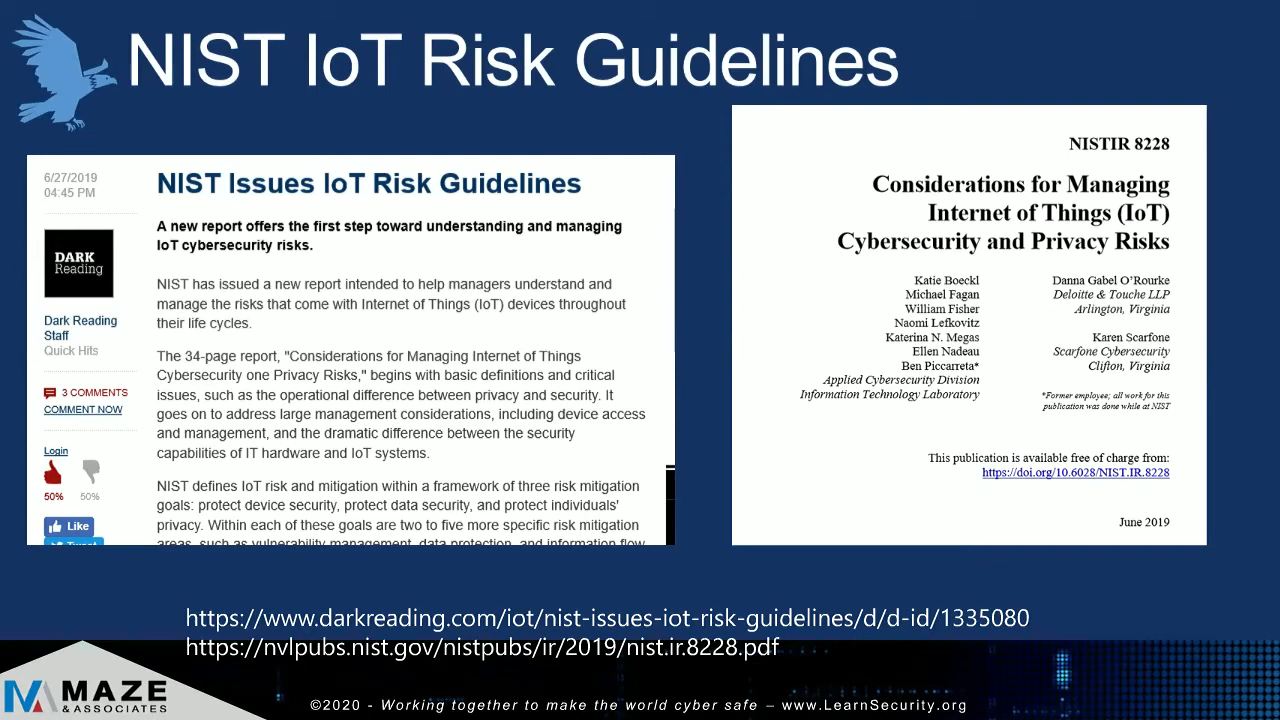 NIST IoT Risk Guidelines
6/27/2019
04:45 PM
DARK
Reading
Dark Reading
Staff
Quick Hits
3 COMMENTS
COMMENT NOW
Login
50%
50%
Like
Tweet
NIST Issues IoT Risk Guidelines
A new report offers the first step toward understanding and managing
IoT cybersecurity risks.
NIST has issued a new report intended to help managers understand and
manage the risks that come with Internet of Things (IoT) devices throughout
their life cycles.
The 34-page report, "Considerations for Managing Internet of Things
Cybersecurity one Privacy Risks," begins with basic definitions and critical
issues, such as the operational difference between privacy and security. It
goes on to address large management considerations, including device access
and management, and the dramatic difference between the security
capabilities of IT hardware and IoT systems.
NIST defines IoT risk and mitigation within a framework of three risk mitigation
goals: protect device security, protect data security, and protect individuals'
privacy. Within each of these goals are two to five more specific risk mitigation
areas, such as vulnerability management, data protection, and information flow
NISTIR 8228
Considerations for Managing
Internet of Things (IoT)
Cybersecurity and Privacy Risks
Katie Boeckl
Michael Fagan
William Fisher
Naomi Lefkovitz
Katerina N. Megas
Ellen Nadeau
Ben Piccarreta*
Applied Cybersecurity Division
Information Technology Laboratory
Danna Gabel O'Rourke
Deloitte & Touche LLP
Arlington, Virginia
Karen Scarfone
Scarfone Cybersecurity
Clifton, Virginia
*Former employee; all work for this
publication was done while at NIST
This publication is available free of charge from:
https://doi.org/10.6028/NIST.IR.8228
June 2019
https://www.darkreading.com/iot/nist-issues-iot-risk-guidelines/d/d-id/1335080
https://nvlpubs.nist.gov/nistpubs/ir/2019/nist.ir.8228.pdf
MAZE
& ASSOCIATES
©2020 - Working together to make the world cyber safe – www.LearnSecurity.org